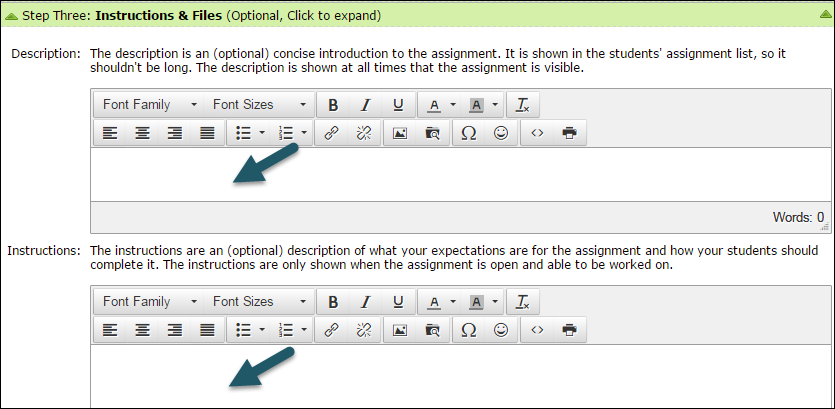 Step Three: Instructions & Files (Optional, Click to expand)
Description: The description is an (optional) concise introduction to the assignment. It is shown in the students' assignment list, so it
shouldn't be long. The description is shown at all times that the assignment is visible.
Font Family Font Sizes B I U A A Tx
Words: 0
Instructions: The instructions are an (optional) description of what your expectations are for the assignment and how your students should
complete it. The instructions are only shown when the assignment is open and able to be worked on.
Font Family Font Sizes B I U A A Tx